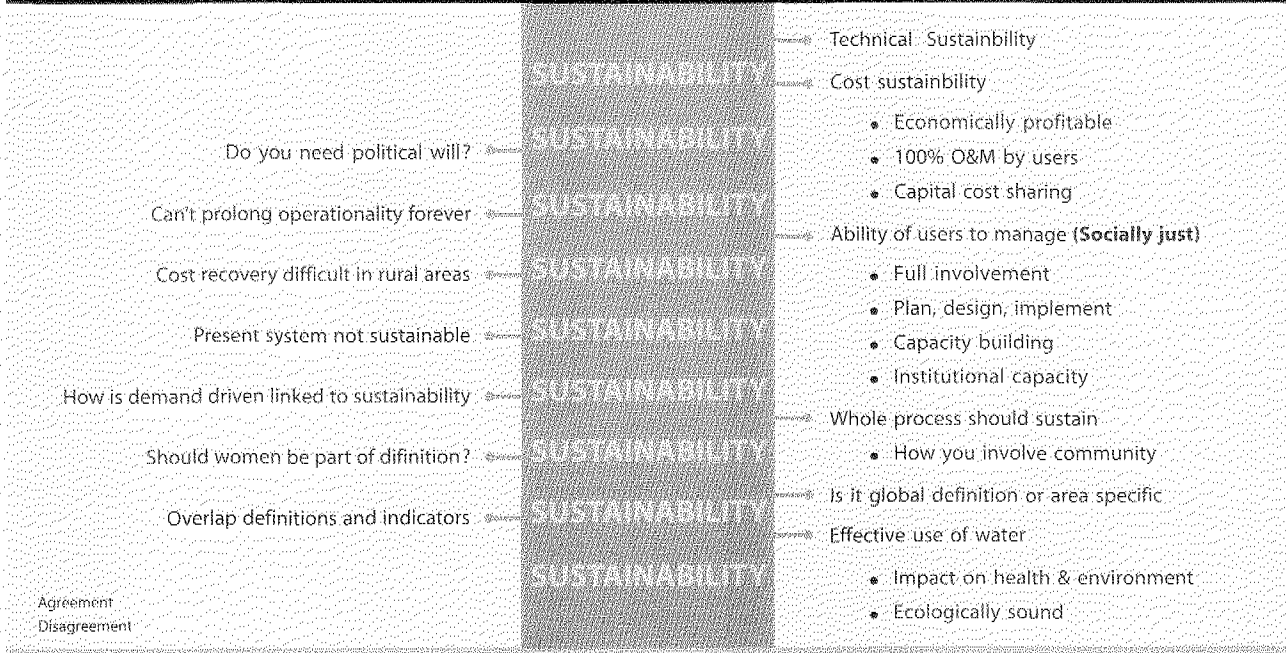 Do you need political will?
Can't prolong operationality forever
Cost recovery difficult in rural areas
Present system not sustainable
How is demand driven linked to sustainability
Should women be part of difinition?
Overlap definitions and indicators
Agreement
Disagreement
SUSTAINABILITY
SUSTAINABILITY
SUSTAINABILITY
SUSTAINABILITY
SUSTAINABILITY
SUSTAINABILITY
SUSTAINABILITY
SUSTAINABILITY
SUSTAINABILITY
Technical Sustainbility
Cost sustainbility
• Economically profitable
• 100% O&M by users
• Capital cost sharing
Ability of users to manage (Socially just)
• Full involvement
• Plan, design, implement
• Capacity building
• Institutional capacity
Whole process should sustain
• How you involve community
Is it global definition or area specific
Effective use of water
• Impact on health & environment
• Ecologically sound